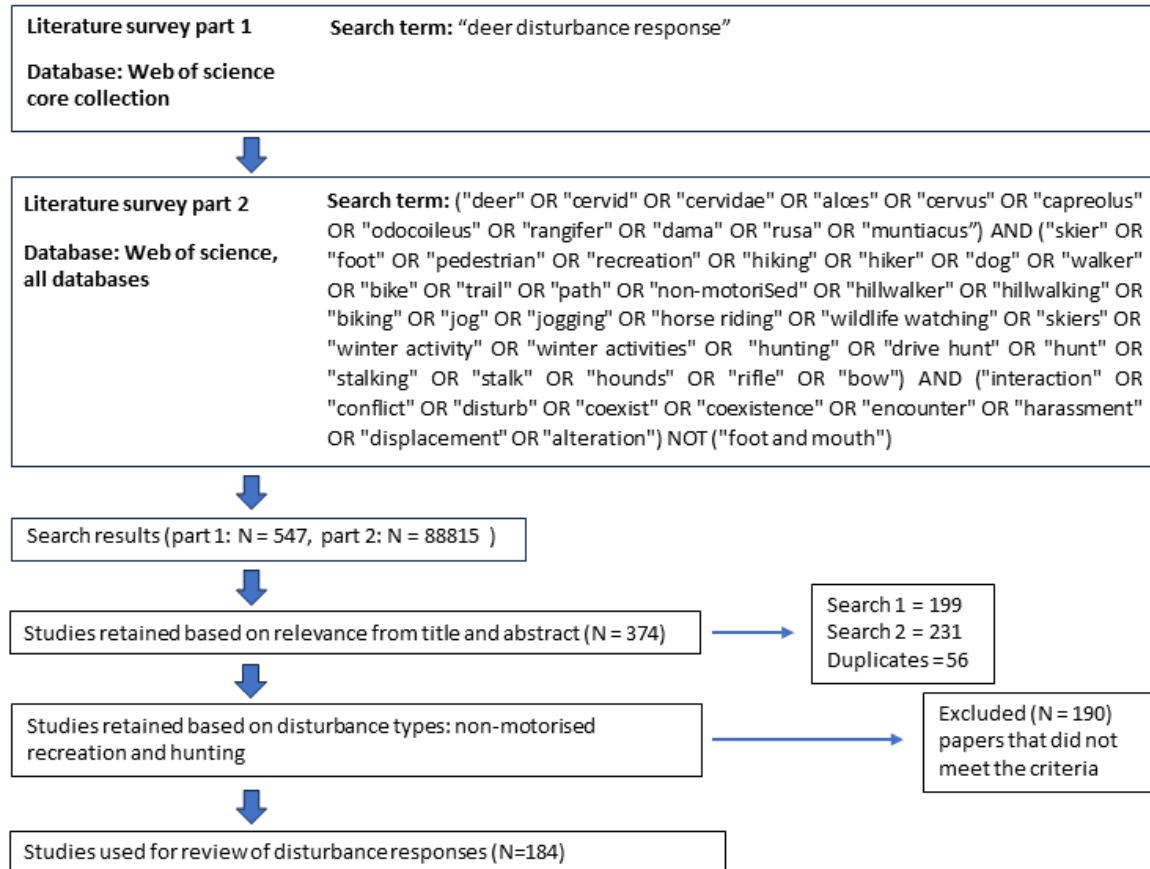 Literature survey part 1
Database: Web of science
core collection
Search term: “deer disturbance response”
Literature survey part 2
Database: Web of science,
all databases
Search term: ("deer" OR "cervid" OR "cervidae" OR "alces" OR "cervus" OR "capreolus"
OR "odocoileus" OR "rangifer" OR "dama" OR "rusa" OR "muntiacus”) AND ("skier" OR
"foot" OR "pedestrian" OR "recreation" OR "hiking" OR "hiker" OR "dog" OR "walker"
OR "bike" OR "trail" OR "path" OR "non-motoriSed" OR "hillwalker" OR "hillwalking" OR
"biking" OR "jog" OR "jogging" OR "horse riding" OR "wildlife watching" OR "skiers" OR
"winter activity" OR "winter activities" OR "hunting" OR "drive hunt" OR "hunt" OR
"stalking" OR "stalk" OR "hounds" OR "rifle" OR "bow") AND ("interaction" OR
"conflict" OR "disturb" OR "coexist" OR "coexistence" OR "encounter" OR "harassment"
OR "displacement" OR "alteration") NOT ("foot and mouth")
Search results (part 1: N = 547, part 2: N = 88815 )
Studies retained based on relevance from title and abstract (N = 374)
Search 1 = 199
Search 2 = 231
Duplicates = 56
Studies retained based on disturbance types: non-motorised
recreation and hunting
Excluded (N = 190)
papers that did not
meet the criteria
Studies used for review of disturbance responses (N=184)